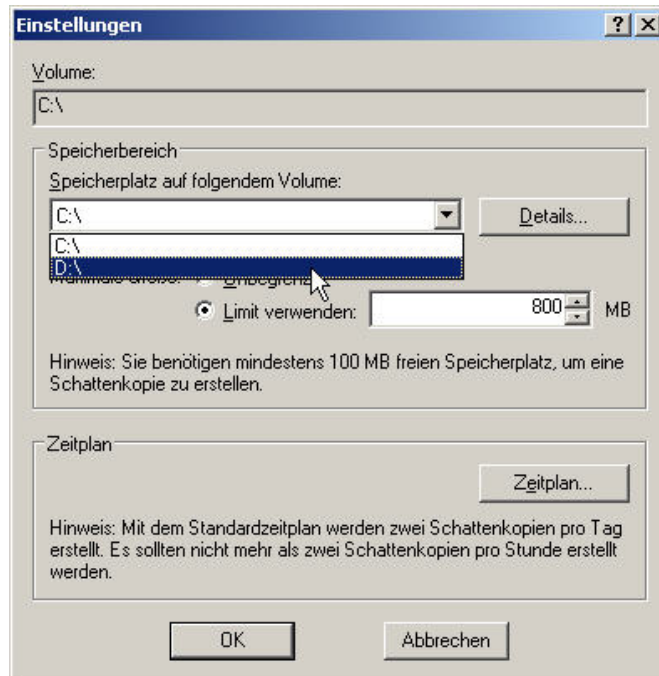 Einstellungen
Volume:
C:\
Speicherbereich
Speicherplatz auf folgendem Volume:
C:\
Details...
C:\
D:\
Limit verwenden:
800
MB
Hinweis: Sie benötigen mindestens 100 MB freien Speicherplatz, um eine
Schattenkopie zu erstellen.
Zeitplan
Zeitplan...
Hinweis: Mit dem Standardzeitplan werden zwei Schattenkopien pro Tag
erstellt. Es sollten nicht mehr als zwei Schattenkopien pro Stunde erstellt
werden.
OK
Abbrechen